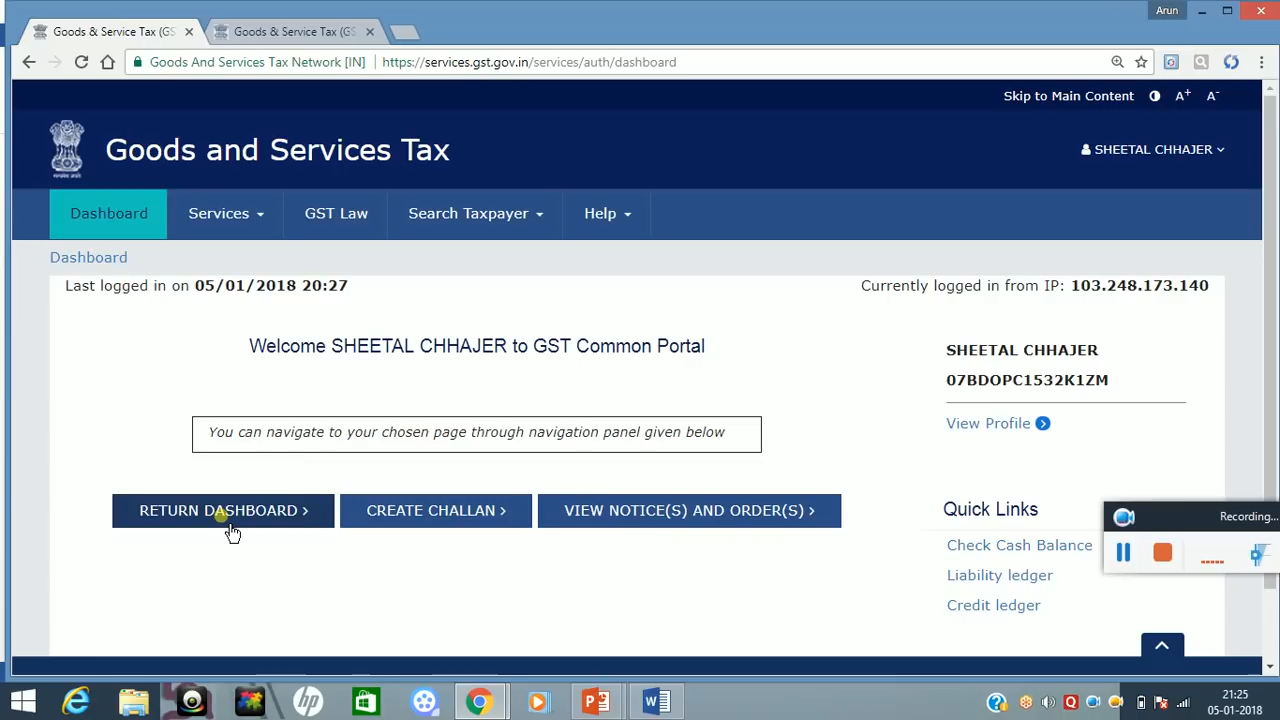 Arun
Goods & Service Tax (GS
Goods & Service Tax (GS
Goods And Services Tax Network [IN]
https://services.gst.gov.in/services/auth/dashboard
Skip to Main Content A+ A-
Goods and Services Tax
SHEETAL CHHAJER
Dashboard Services GST Law Search Taxpayer Help
Dashboard
Last logged in on 05/01/2018 20:27
Currently logged in from IP: 103.248.173.140
Welcome SHEETAL CHHAJER to GST Common Portal
SHEETAL CHHAJER
07BDOPC1532K1ZM
View Profile
You can navigate to your chosen page through navigation panel given below
RETURN DASHBOARD > CREATE CHALLAN > VIEW NOTICE(S) AND ORDER(S) >
Quick Links
Check Cash Balance
Liability ledger
Credit ledger
Recording...
21:25
05-01-2018